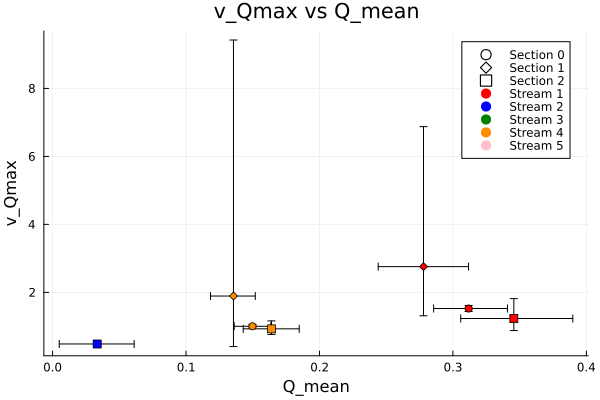 v_Qmax vs Q_mean
Section 0
Section 1
Section 2
Stream 1
Stream 2
Stream 3
Stream 4
Stream 5
v_Qmax
8
6
4
2
0.0 0.1 0.2 0.3 0.4
Q_mean